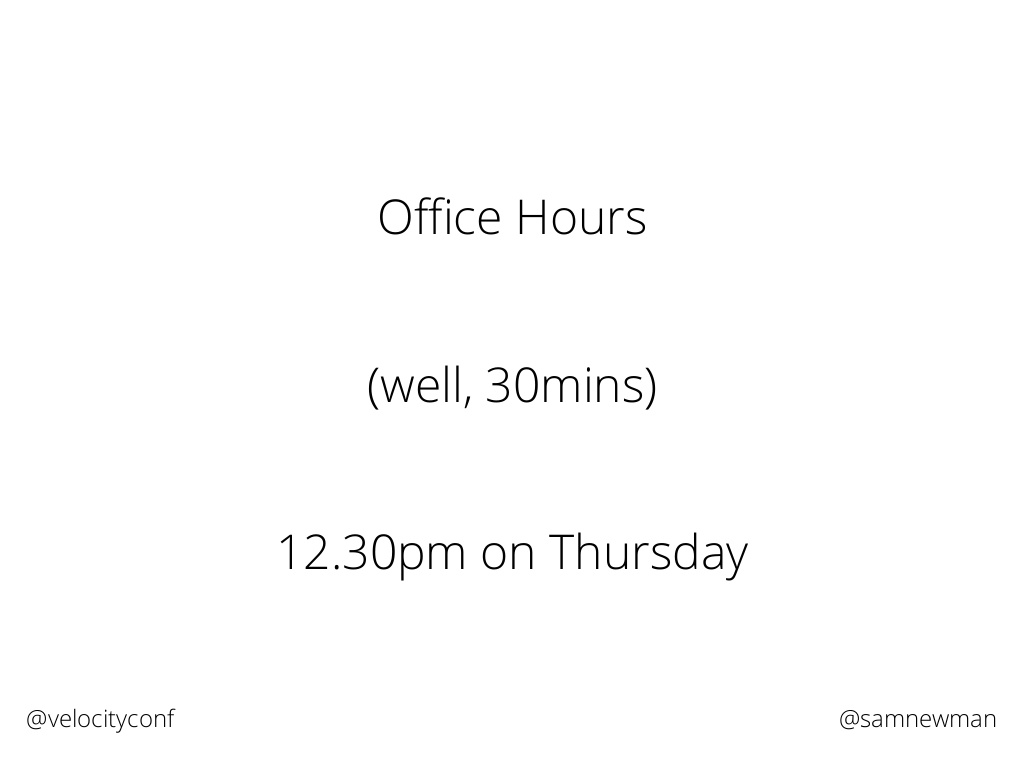 Office Hours
(well, 30mins)
12.30pm on Thursday
@velocityconf
@samnewman